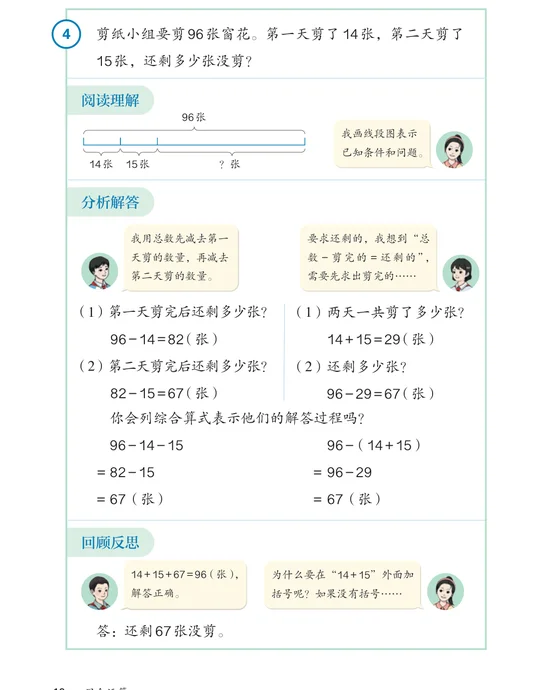 4 剪纸小组要剪96张窗花。第一天剪了14张，第二天剪了
15张，还剩多少张没剪？
阅读理解
96张
14张 15张 ？张
我画线段图表示
已知条件和问题。
分析解答
我用总数先减去第一
天剪的数量，再减去
第二天剪的数量。
要求还剩的，我想到“总
数－剪完的＝还剩的”，
需要先求出剪完的……
（1）第一天剪完后还剩多少张？
96－14＝82（张）
（2）第二天剪完后还剩多少张？
82－15＝67（张）
（1）两天一共剪了多少张？
14＋15＝29（张）
（2）还剩多少张？
96－29＝67（张）
你会列综合算式表示他们的解答过程吗？
96－14－15
＝82－15
＝67（张）
96－（14＋15）
＝96－29
＝67（张）
回顾反思
14＋15＋67＝96（张），
解答正确。
为什么要在“14＋15”外面加
括号呢？如果没有括号……
答：还剩67张没剪。